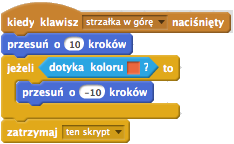 kiedy klawisz strzałka w górę naciśnięty
przesuń o 10 kroków
jeżeli dotyka koloru ? to
przesuń o -10 kroków
zatrzymaj ten skrypt